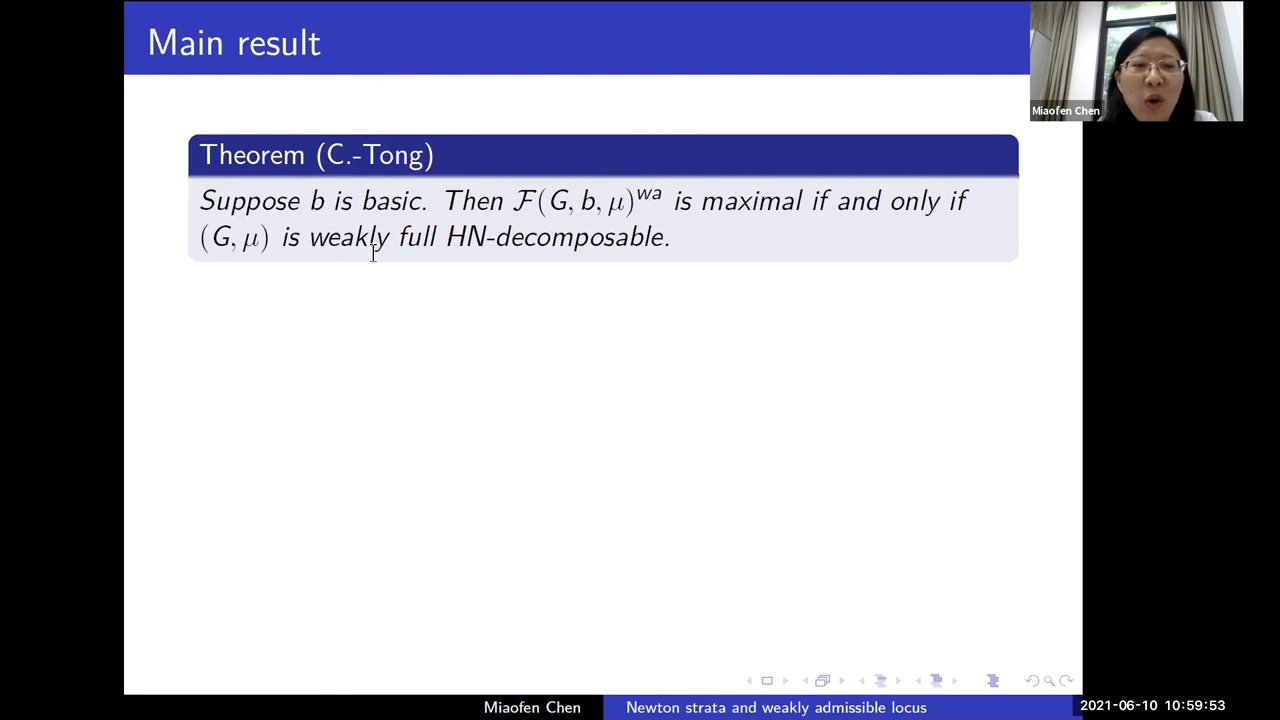 Main result
Miaofen Chen
Theorem (C.-Tong)
Suppose b is basic. Then ℱ(G, b, μ)^wa is maximal if and only if
(G, μ) is weakly full HN-decomposable.
Miaofen Chen
Newton strata and weakly admissible locus
2021-06-10 10:59:53